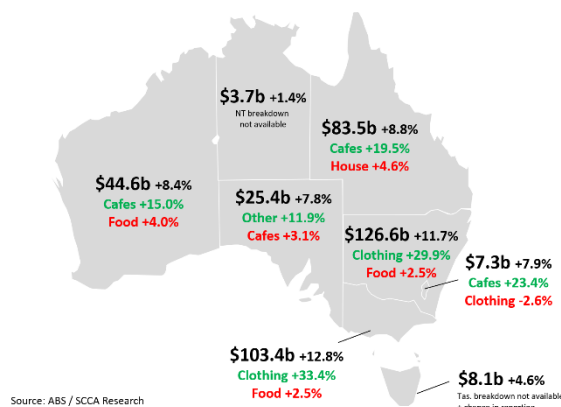 $3.7b +1.4%
NT breakdown
not available
$83.5b +8.8%
Cafes +19.5%
House +4.6%
$44.6b +8.4%
Cafes +15.0%
Food +4.0%
$25.4b +7.8%
Other +11.9%
Cafes +3.1%
$126.6b +11.7%
Clothing +29.9%
Food +2.5%
$7.3b +7.9%
Cafes +23.4%
Clothing -2.6%
$103.4b +12.8%
Clothing +33.4%
Food +2.5%
$8.1b +4.6%
Tas. breakdown not available
+ change in reporting
Source: ABS / SCCA Research